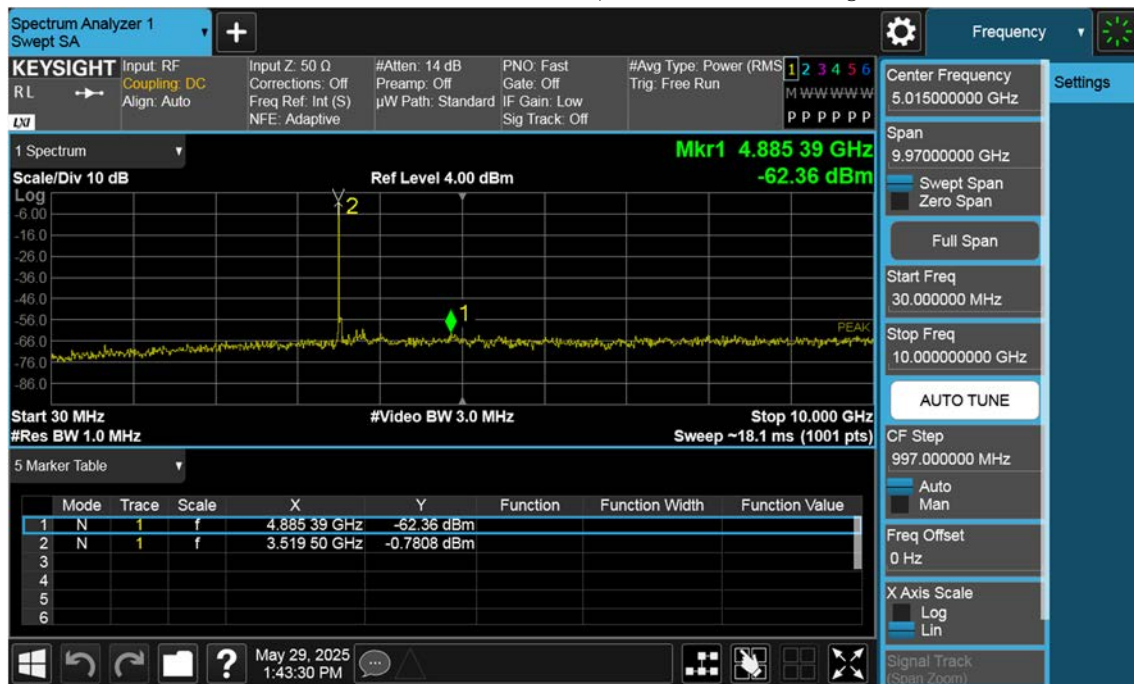 Spectrum Analyzer 1
Swept SA
+
Frequency
KEYSIGHT
RL
LXI
Input: RF
Coupling: DC
Align: Auto
Input Z: 50 Ω
Corrections: Off
Freq Ref: Int (S)
NFE: Adaptive
#Atten: 14 dB
Preamp: Off
µW Path: Standard
PNO: Fast
Gate: Off
IF Gain: Low
Sig Track: Off
#Avg Type: Power (RMS
Trig: Free Run
1 2 3 4 5 6
M W W W W W
P P P P P P
1 Spectrum
Mkr1 4.885 39 GHz
-62.36 dBm
Scale/Div 10 dB
Ref Level 4.00 dBm
Log
-6.00
-16.0
-26.0
-36.0
-46.0
-56.0
-66.0
-76.0
-86.0
2
1
PEAK
Start 30 MHz
#Video BW 3.0 MHz
Stop 10.000 GHz
#Res BW 1.0 MHz
Sweep ~18.1 ms (1001 pts)
5 Marker Table
Mode Trace Scale X Y Function Function Width Function Value
1 N 1 f 4.885 39 GHz -62.36 dBm
2 N 1 f 3.519 50 GHz -0.7808 dBm
3
4
5
6
?
May 29, 2025
1:43:30 PM
Center Frequency
5.015000000 GHz
Settings
Span
9.97000000 GHz
Swept Span
Zero Span
Full Span
Start Freq
30.000000 MHz
Stop Freq
10.000000000 GHz
AUTO TUNE
CF Step
997.000000 MHz
Auto
Man
Freq Offset
0 Hz
X Axis Scale
Log
Lin
Signal Track
(Span Zoom)